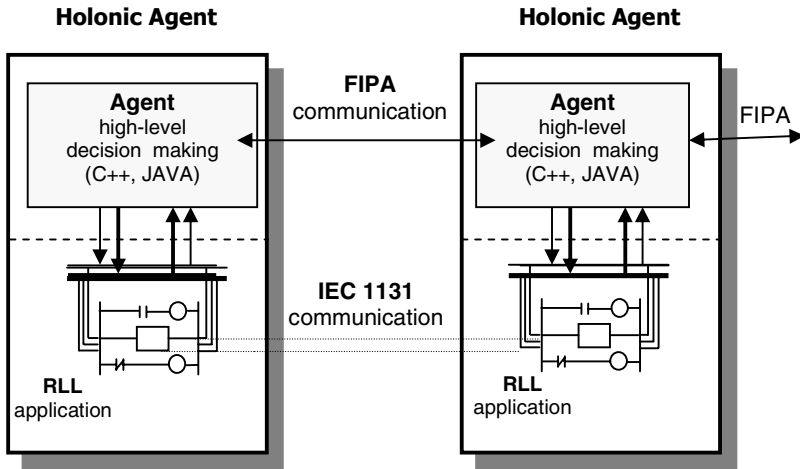 Holonic Agent
Holonic Agent
Agent
high-level
decision making
(C++, JAVA)
FIPA
communication
Agent
high-level
decision making
(C++, JAVA)
FIPA
IEC 1131
communication
RLL
application
RLL
application